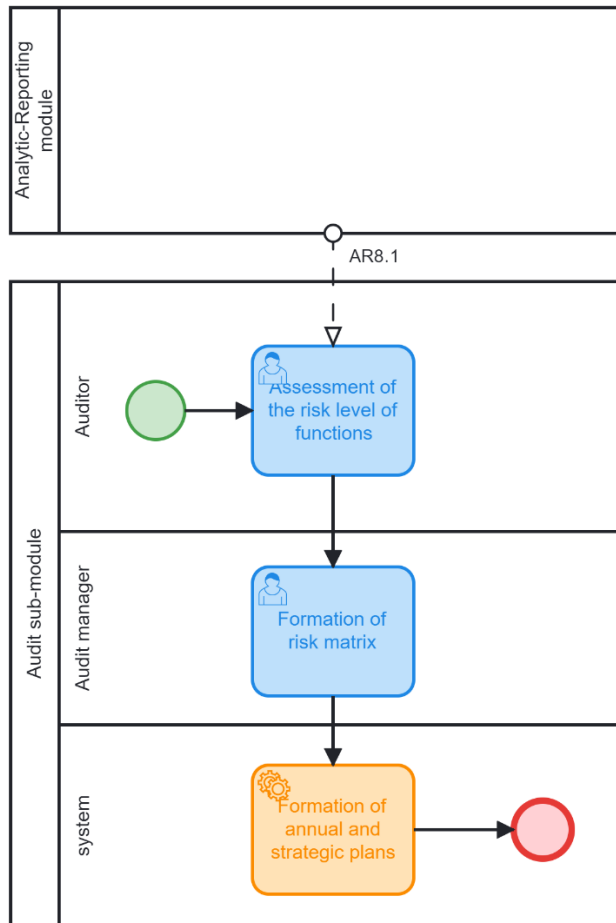 Analytic-Reporting
module
AR8.1
Audit sub-module
Auditor
Assessment of
the risk level of
functions
Audit manager
Formation of
risk matrix
system
Formation of
annual and
strategic plans